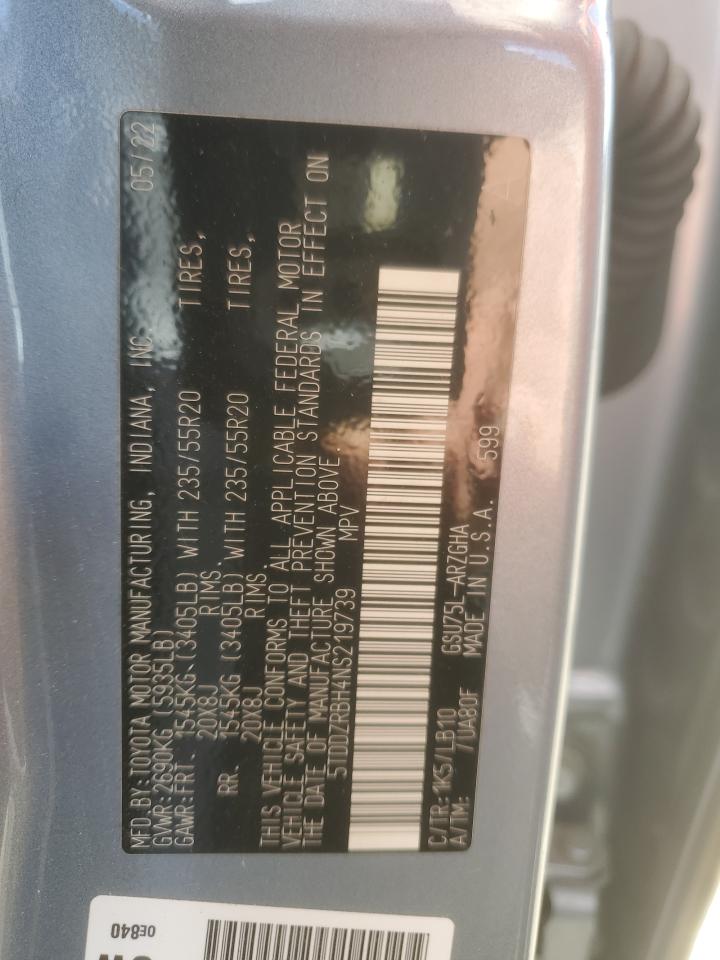 MFD.BY:TOYOTA MOTOR MANUFACTURING, INDIANA, INC. 05/22
GVWR:2690KG (5935LB)
GAWR:FRT. 1545KG (3405LB) WITH 235/55R20 TIRES,
20X8J RIMS,
RR. 1545KG (3405LB) WITH 235/55R20 TIRES,
20X8J RIMS.
THIS VEHICLE CONFORMS TO ALL APPLICABLE FEDERAL MOTOR
VEHICLE SAFETY AND THEFT PREVENTION STANDARDS IN EFFECT ON
THE DATE OF MANUFACTURE SHOWN ABOVE.
5TDDZRBH4NS219739 MPV
C/TR:1K5/LB10 GSU75L-ARZGHA
A/TM: /UA80F MADE IN U.S.A. 599
0E840